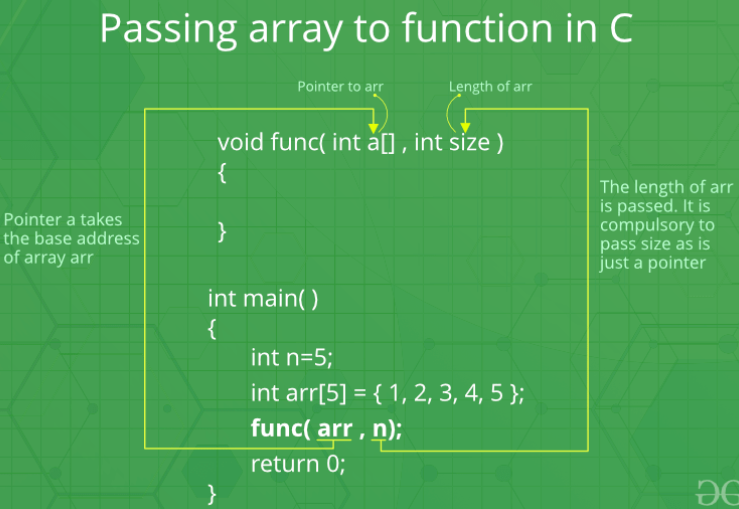 Passing array to function in C
Pointer to arr
Length of arr
void func( int a[] , int size )
{
}
Pointer a takes
the base address
of array arr
The length of arr
is passed. It is
compulsory to
pass size as is
just a pointer
int main( )
{
int n=5;
int arr[5] = { 1, 2, 3, 4, 5 };
func( arr , n);
return 0;
}